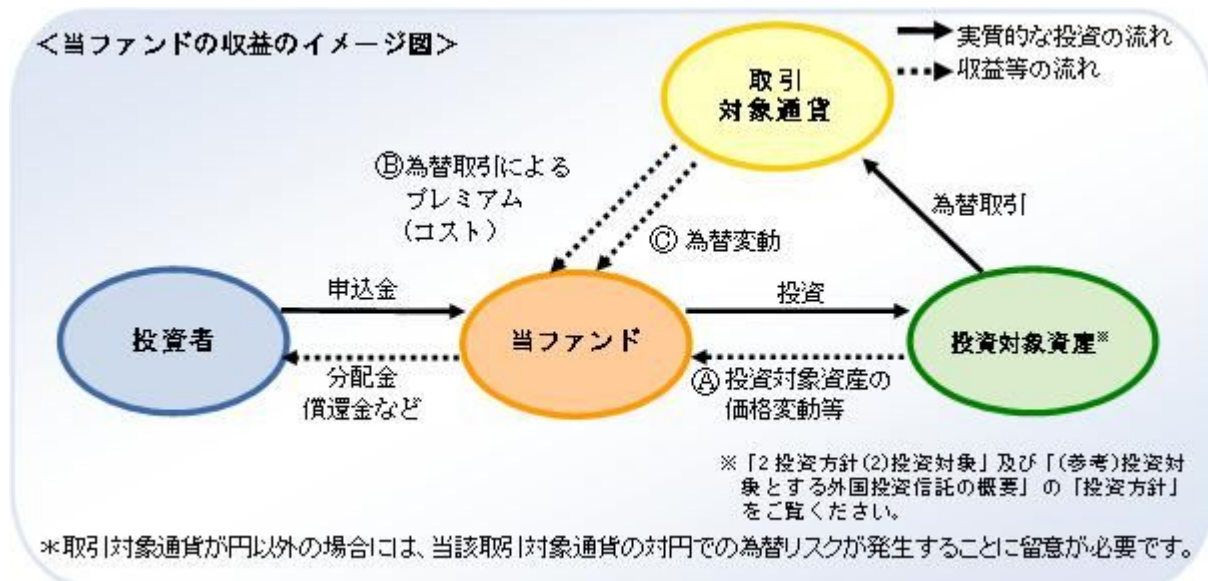 ＜当ファンドの収益のイメージ図＞
実質的な投資の流れ
収益等の流れ
取引
対象通貨
Ⓑ為替取引による
プレミアム
(コスト)
為替取引
Ⓒ 為替変動
申込金
投資
投資者
当ファンド
投資対象資産※
分配金
償還金など
Ⓐ 投資対象資産の
価格変動等
※「2 投資方針(2)投資対象」及び「(参考)投資対
象とする外国投資信託の概要」の「投資方針」
をご覧ください。
＊取引対象通貨が円以外の場合には、当該取引対象通貨の対円での為替リスクが発生することに留意が必要です。